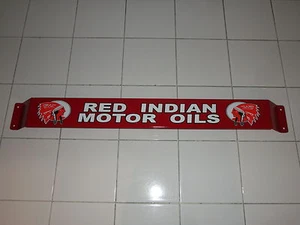 RED INDIAN
MOTOR OILS